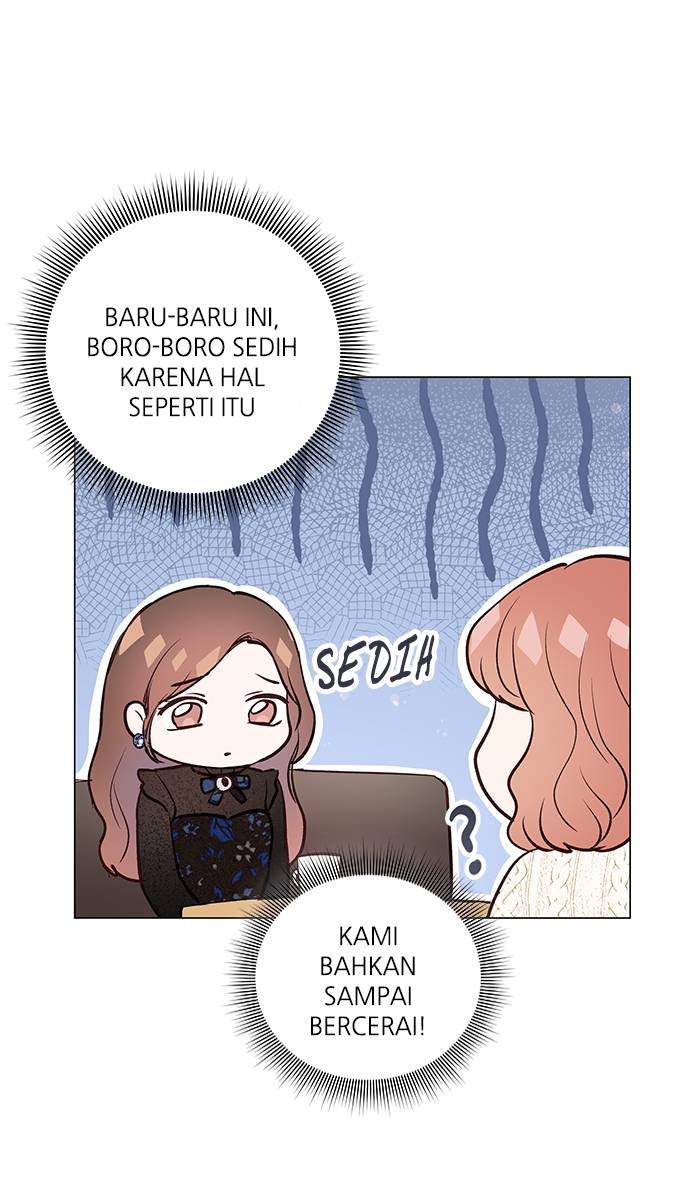 BARU-BARU INI,
BORO-BORO SEDIH
KARENA HAL
SEPERTI ITU
SEDIH
?
KAMI
BAHKAN
SAMPAI
BERCERAI!